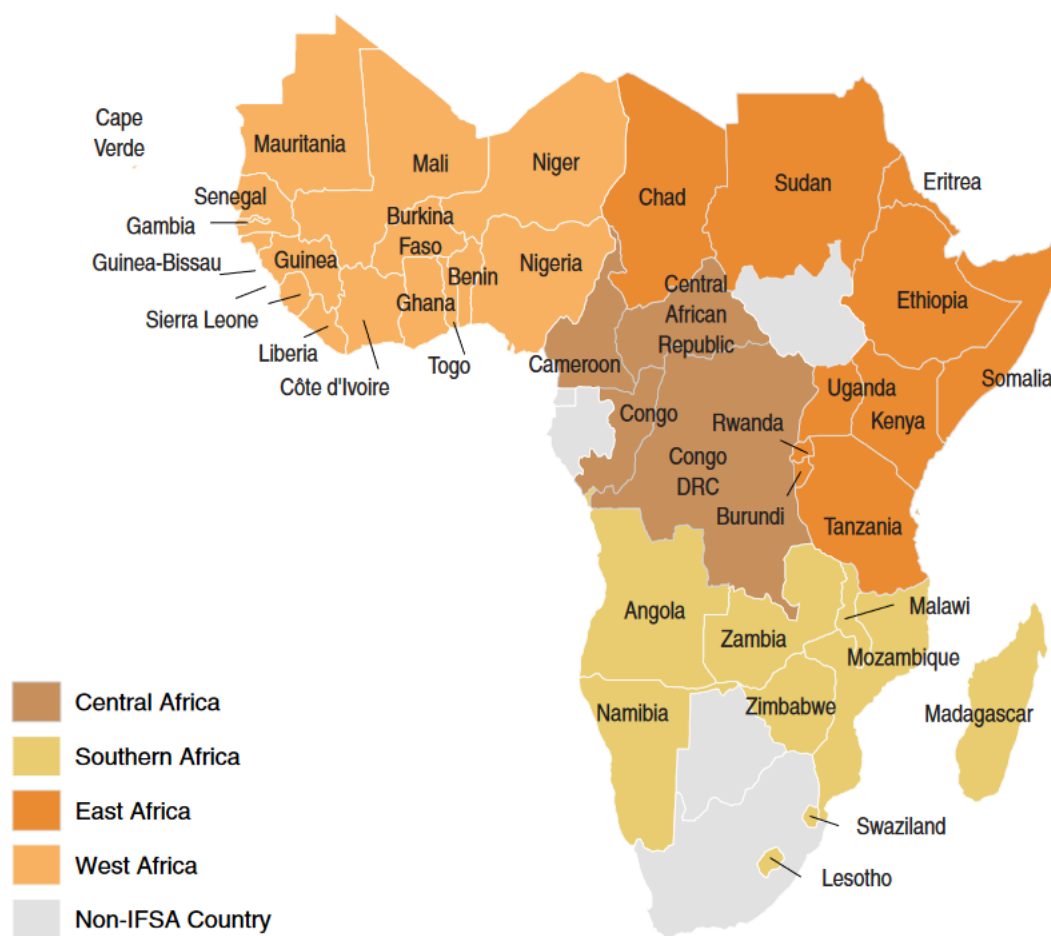 Cape
Verde
Mauritania
Mali
Niger
Chad
Sudan
Eritrea
Senegal
Gambia
Burkina
Faso
Guinea-Bissau
Guinea
Benin
Nigeria
Ghana
Central
African
Republic
Ethiopia
Sierra Leone
Liberia
Togo
Côte d'Ivoire
Cameroon
Uganda
Somalia
Kenya
Congo
Rwanda
Congo
DRC
Burundi
Tanzania
Angola
Malawi
Zambia
Mozambique
Namibia
Zimbabwe
Madagascar
Swaziland
Lesotho
Central Africa
Southern Africa
East Africa
West Africa
Non-IFSA Country